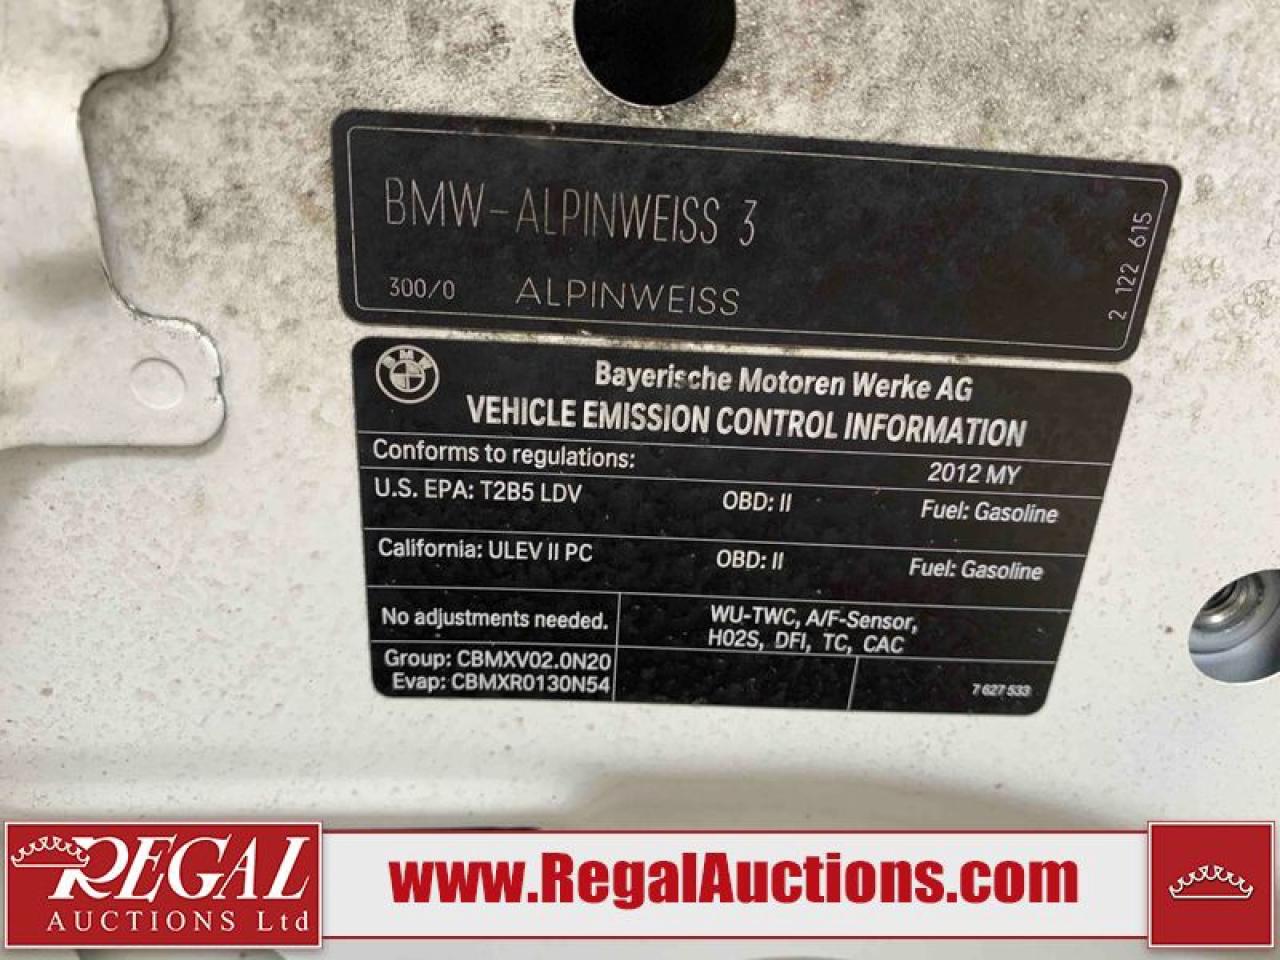 BMW-ALPINWEISS 3
300/0 ALPINWEISS
2 122 615
BMW
Bayerische Motoren Werke AG
VEHICLE EMISSION CONTROL INFORMATION
Conforms to regulations: 2012 MY
U.S. EPA: T2B5 LDV OBD: II Fuel: Gasoline
California: ULEV II PC OBD: II Fuel: Gasoline
No adjustments needed. WU-TWC, A/F-Sensor,
HO2S, DFI, TC, CAC
Group: CBMXV02.0N20
Evap: CBMXR0130N54
7 627 533
REGAL
AUCTIONS Ltd
www.RegalAuctions.com